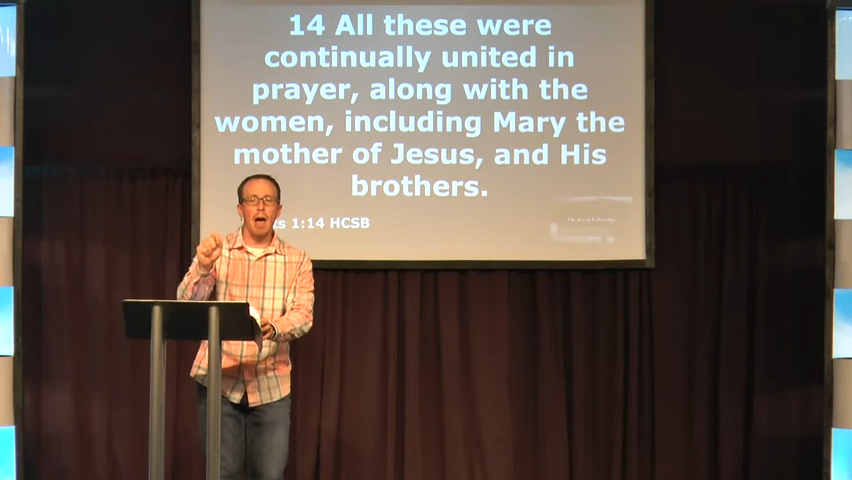 14 All these were
continually united in
prayer, along with the
women, including Mary the
mother of Jesus, and His
brothers.
1:14 HCSB